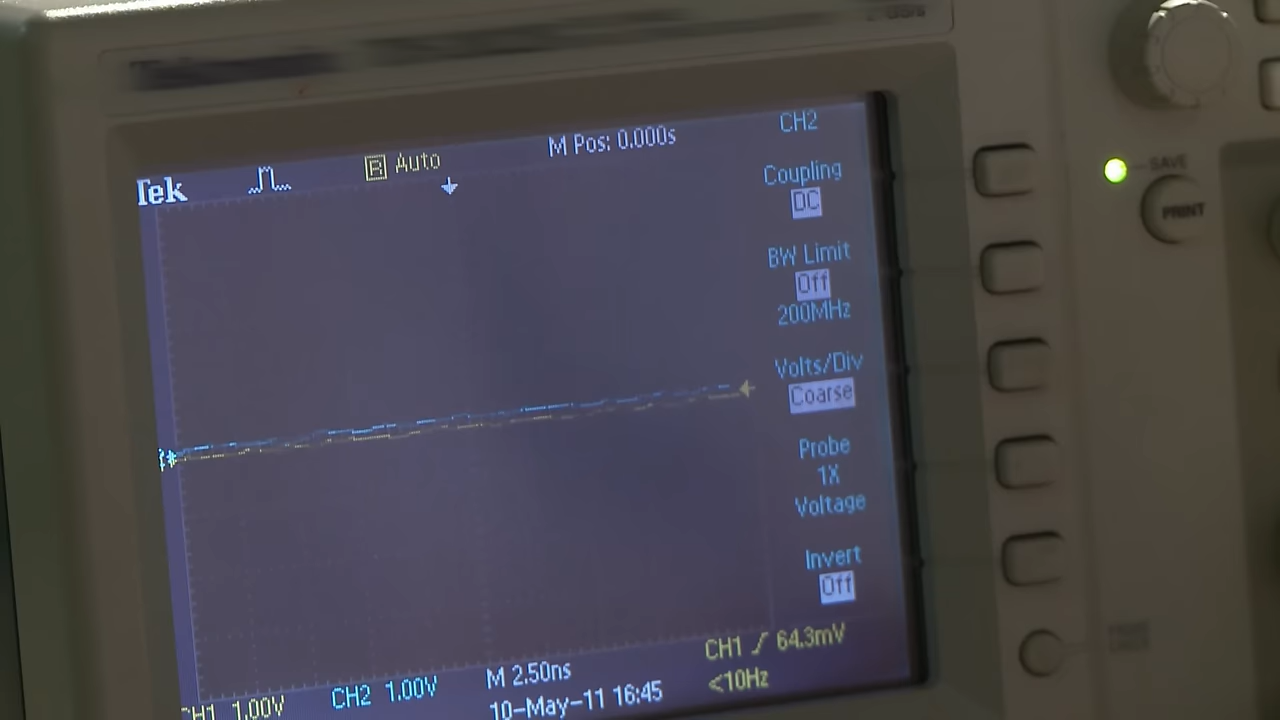 Tek
R Auto
M Pos: 0.000s
CH2
Coupling
DC
BW Limit
Off
200MHz
Volts/Div
Coarse
Probe
1X
Voltage
Invert
Off
CH1 1.00V
CH2 1.00V
M 2.50ns
CH1 64.3mV
10-May-11 16:45
<10Hz
SAVE
PRINT